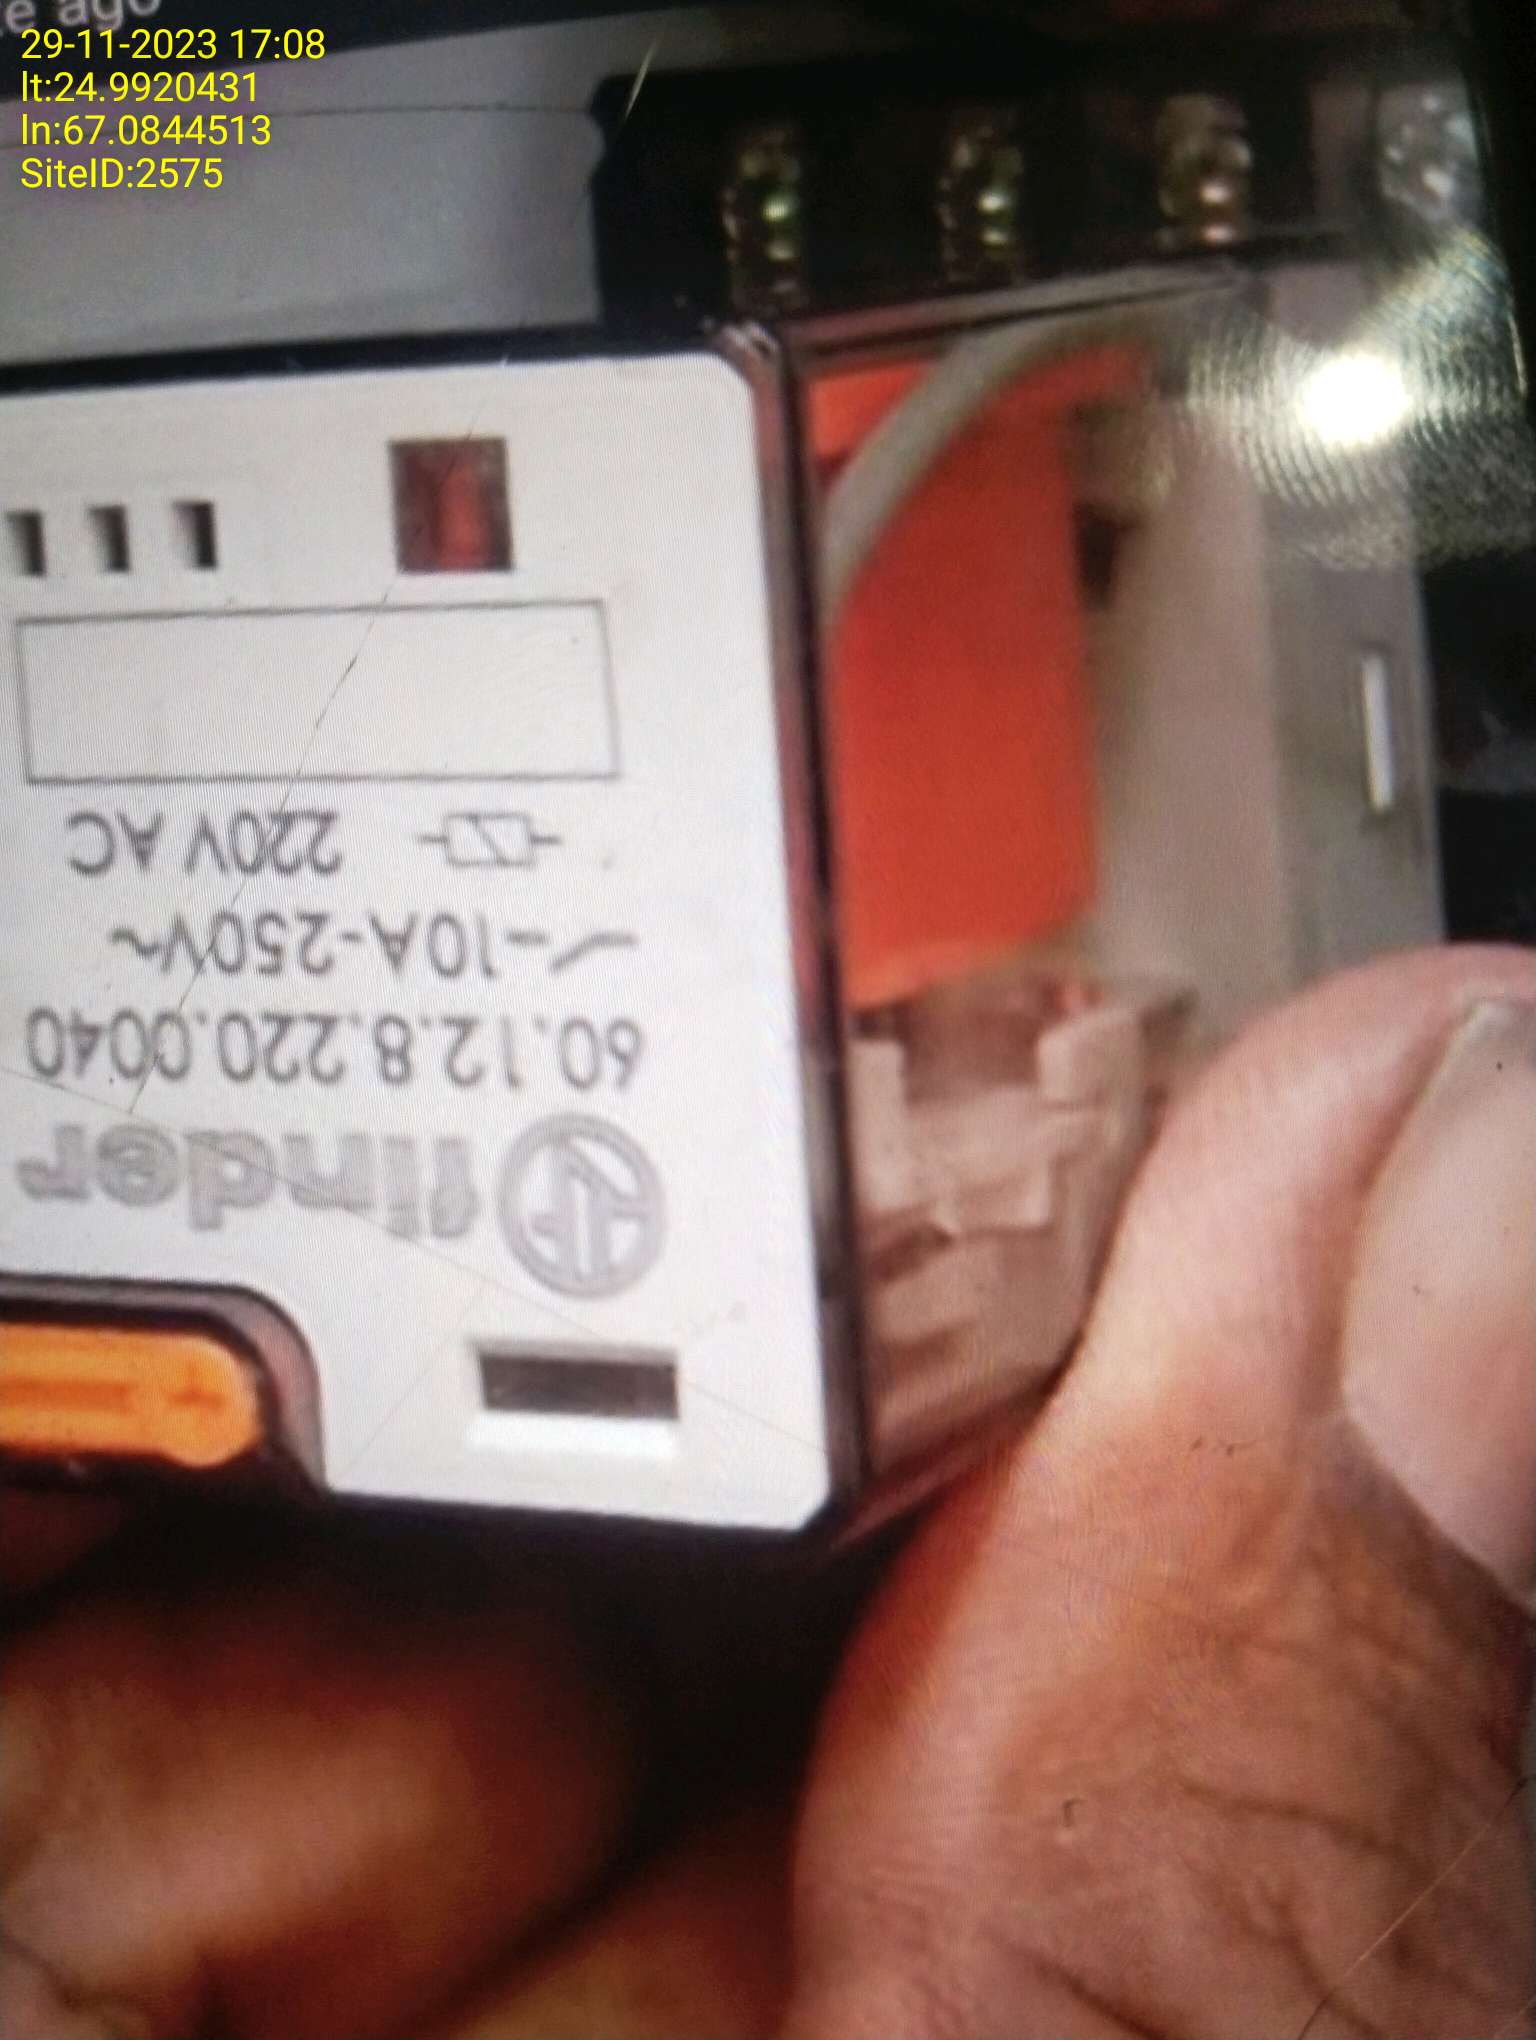 e ago
29-11-2023 17:08
lt:24.9920431
ln:67.0844513
SiteID:2575
finder
60.12.8.220.0040
10A-250V~
220V AC